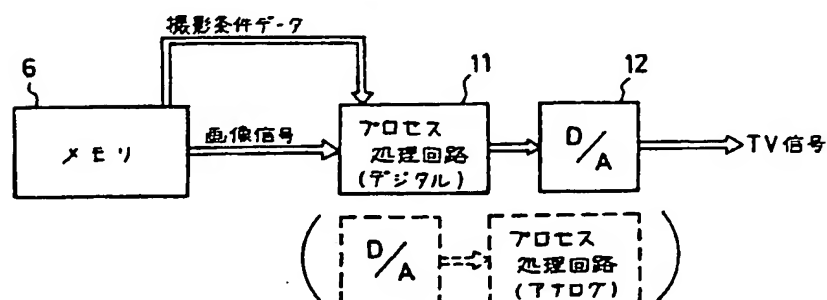 撮影条件データ
6
11
12
メモリ
画像信号
プロセス
処理回路
(デジタル)
D/A
TV信号
D/A
プロセス
処理回路
(アナログ)